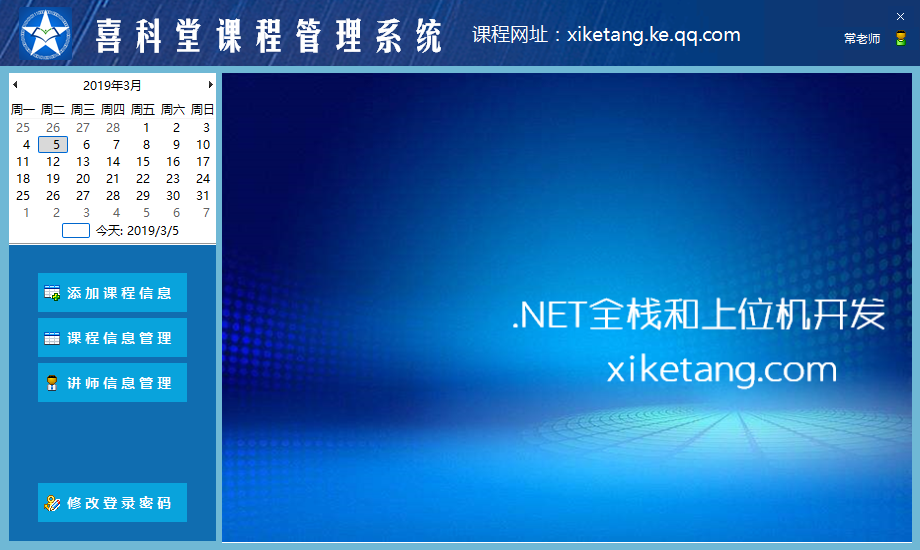 喜科堂课程管理系统
课程网址：xiketang.ke.qq.com
常老师
2019年3月
周一 周二 周三 周四 周五 周六 周日
25 26 27 28 1 2 3
4 5 6 7 8 9 10
11 12 13 14 15 16 17
18 19 20 21 22 23 24
25 26 27 28 29 30 31
1 2 3 4 5 6 7
今天: 2019/3/5
添加课程信息
课程信息管理
讲师信息管理
修改登录密码
.NET全栈和上位机开发
xiketang.com